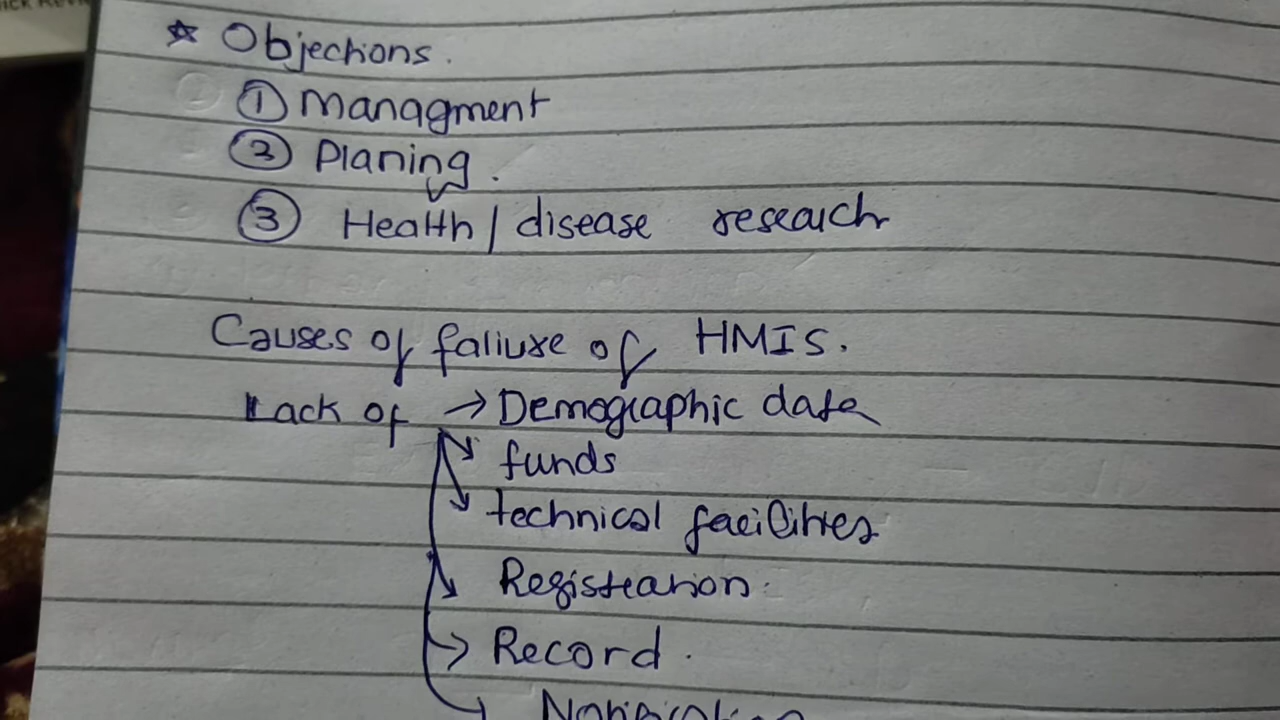 ☆ Objections.
① Managment
② Planing.
③ Health / disease research
Causes of faliure of HMIS.
Lack of → Demographic data
→ funds
→ technical facilities
→ Registration.
→ Record.